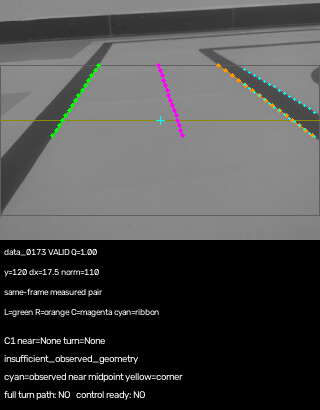 data_0173 VALID Q=1.00
y=120 dx=17.5 norm=110
same-frame measured pair
L=green R=orange C=magenta cyan=ribbon
C1 near=None turn=None
insufficient_observed_geometry
cyan=observed near midpoint yellow=corner
full turn path: NO control ready: NO